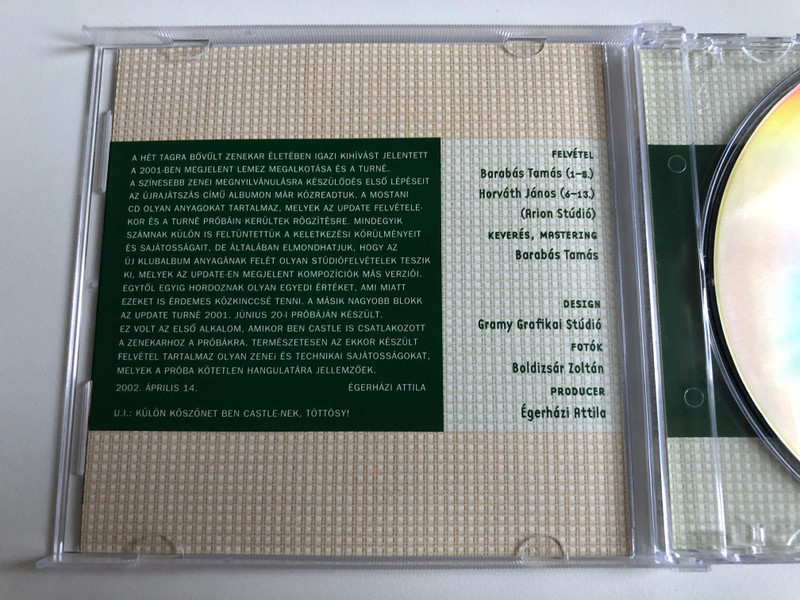 A HÉT TAGRA BŐVÜLT ZENEKAR ÉLETÉBEN IGAZI KIHÍVÁST JELENTETT
A 2001-BEN MEGJELENT LEMEZ MEGALKOTÁSA ÉS A TURNÉ.
A SZÍNESEBB ZENEI MEGNYILVÁNULÁSRA KÉSZÜLŐDÉS ELSŐ LÉPÉSEIT
AZ ÚJRAJÁTSZÁS CÍMŰ ALBUMON MÁR KÖZREADTUK. A MOSTANI
CD OLYAN ANYAGOKAT TARTALMAZ, MELYEK AZ UPDATE FELVÉTELE-
KOR ÉS A TURNÉ PRÓBÁIN KERÜLTEK RÖGZÍTÉSRE. MINDEGYIK
SZÁMNAK KÜLÖN IS FELTÜNTETTÜK A KELETKEZÉSI KÖRÜLMÉNYEIT
ÉS SAJÁTOSSÁGAIT, DE ÁLTALÁBAN ELMONDHATJUK, HOGY AZ
ÚJ KLUBALBUM ANYAGÁNAK FELÉT OLYAN STÚDIÓFELVÉTELEK TESZIK
KI, MELYEK AZ UPDATE-EN MEGJELENT KOMPOZÍCIÓK MÁS VERZIÓI.
EGYTŐL EGYIG HORDOZNAK OLYAN EGYEDI ÉRTÉKET, AMI MIATT
EZEKET IS ÉRDEMES KÖZKINCCSÉ TENNI. A MÁSIK NAGYOBB BLOKK
AZ UPDATE TURNÉ 2001. JÚNIUS 20-I PRÓBÁJÁN KÉSZÜLT.
EZ VOLT AZ ELSŐ ALKALOM, AMIKOR BEN CASTLE IS CSATLAKOZOTT
A ZENEKARHOZ A PRÓBÁKRA. TERMÉSZETESEN AZ EKKOR KÉSZÜLT
FELVÉTEL TARTALMAZ OLYAN ZENEi ÉS TECHNIKAI SAJÁTOSSÁGOKAT,
MELYEK A PRÓBA KÖTETLEN HANGULATÁRA JELLEMZŐEK.
2002. ÁPRILIS 14. ÉGERHÁZI ATTILA
U.I.: KÜLÖN KÖSZÖNET BEN CASTLE-NEK, TÖTTÖSY!
FELVÉTEL
Barabás Tamás (1-8.)
Horváth János (6-13.)
(Arion Stúdió)
KEVERÉS, MASTERING
Barabás Tamás
DESIGN
Gramy Grafikai Stúdió
FOTÓK
Boldizsár Zoltán
PRODUCER
Égerházi Attila